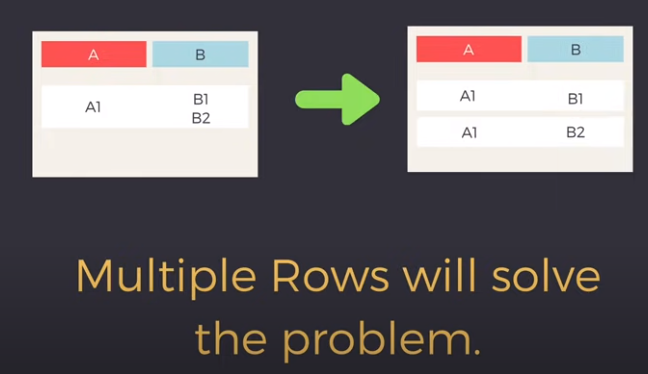 A B
A1 B1
B2
A B
A1 B1
A1 B2
Multiple Rows will solve
the problem.